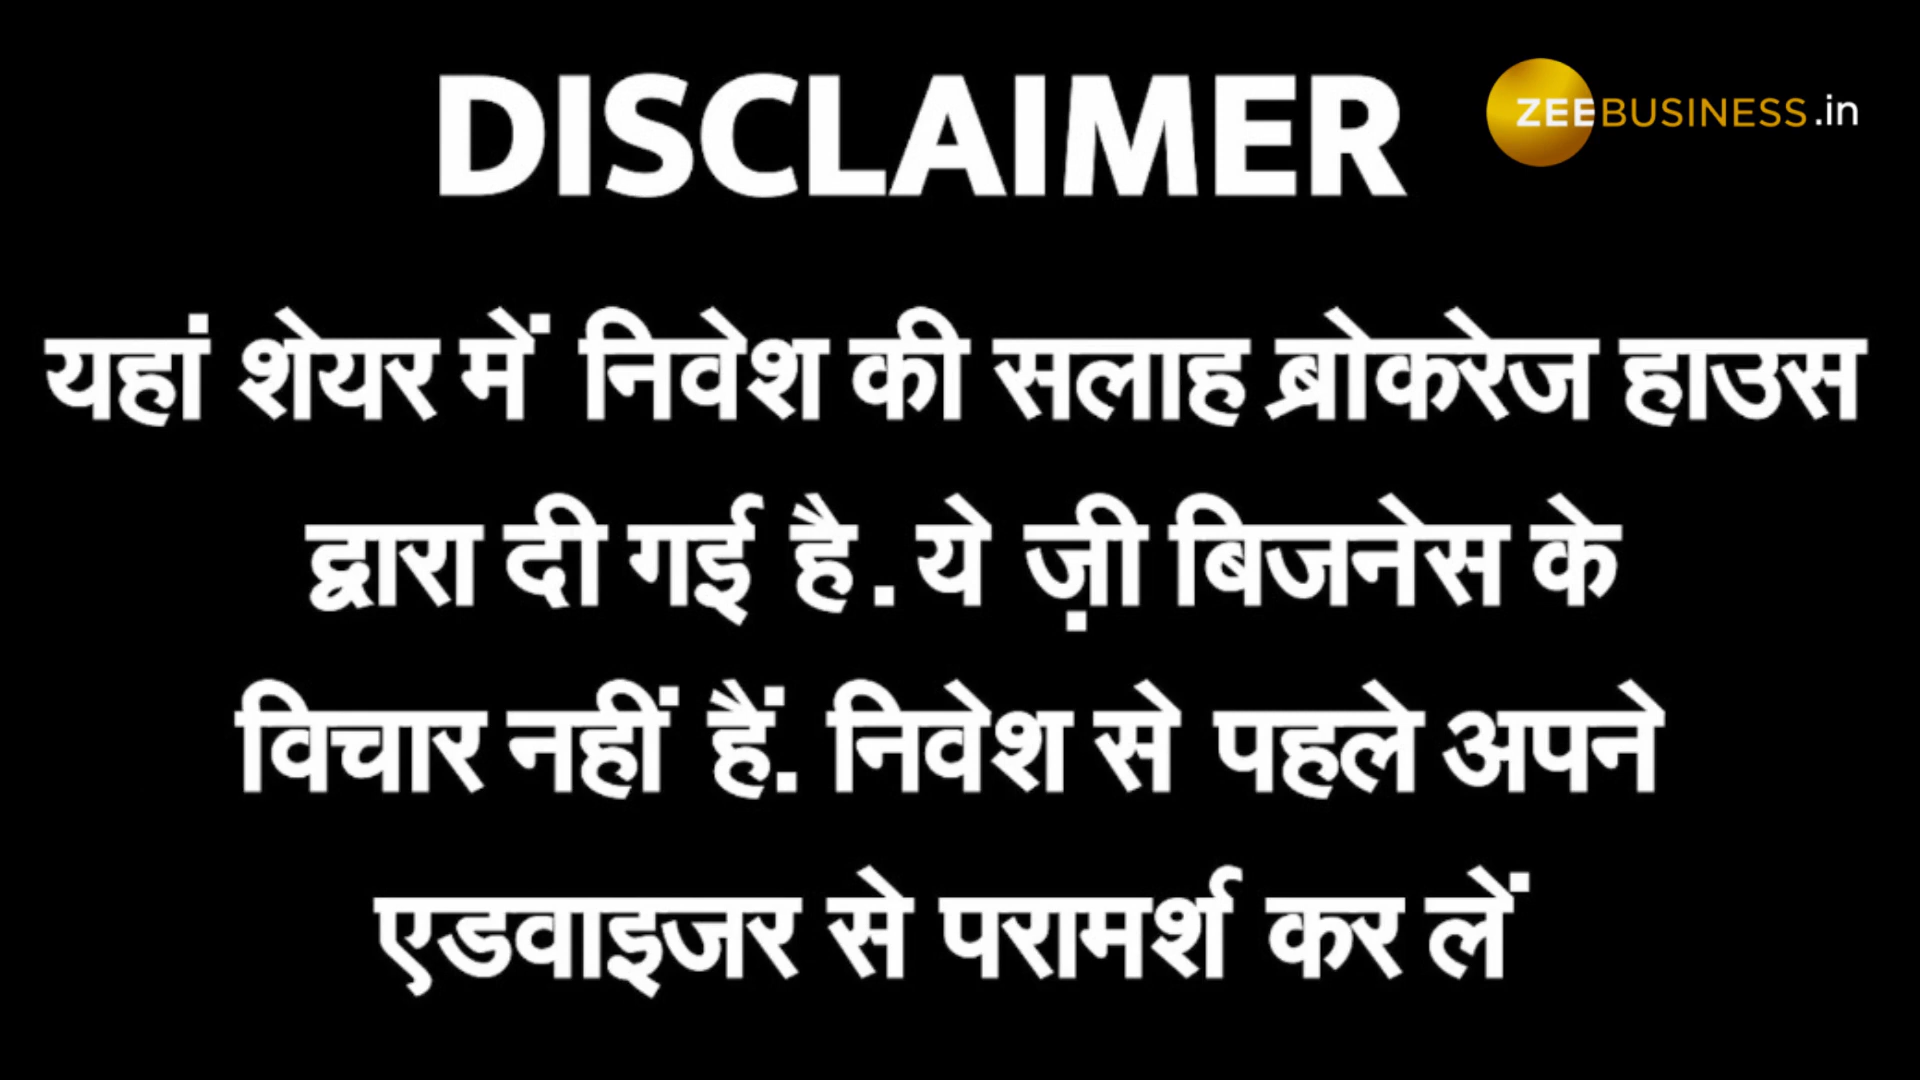 DISCLAIMER
ZEEBUSINESS.in
यहां शेयर में निवेश की सलाह ब्रोकरेज हाउस
द्वारा दी गई है. ये ज़ी बिजनेस के
विचार नहीं हैं. निवेश से पहले अपने
एडवाइजर से परामर्श कर लें